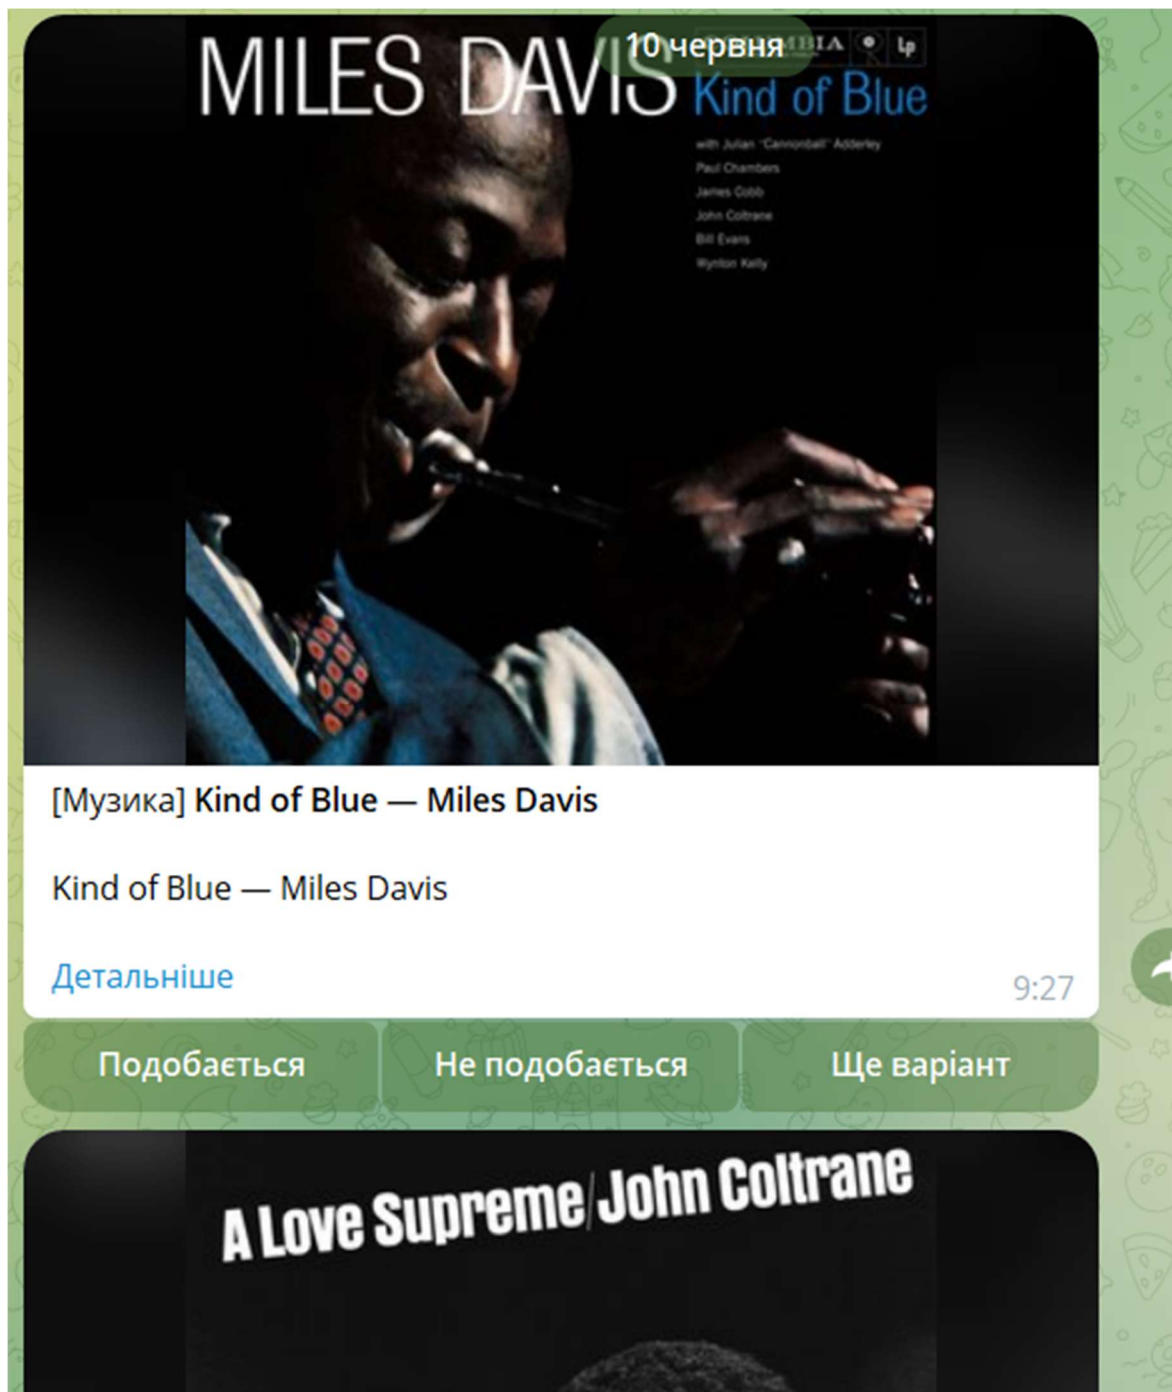 10 червня
MILES DAVIS
Kind of Blue
with Julian "Cannonball" Adderley
Paul Chambers
James Cobb
John Coltrane
Bill Evans
Wynton Kelly
Lp
[Музика] Kind of Blue — Miles Davis
Kind of Blue — Miles Davis
Детальніше
9:27
Подобається
Не подобається
Ще варіант
A Love Supreme/John Coltrane